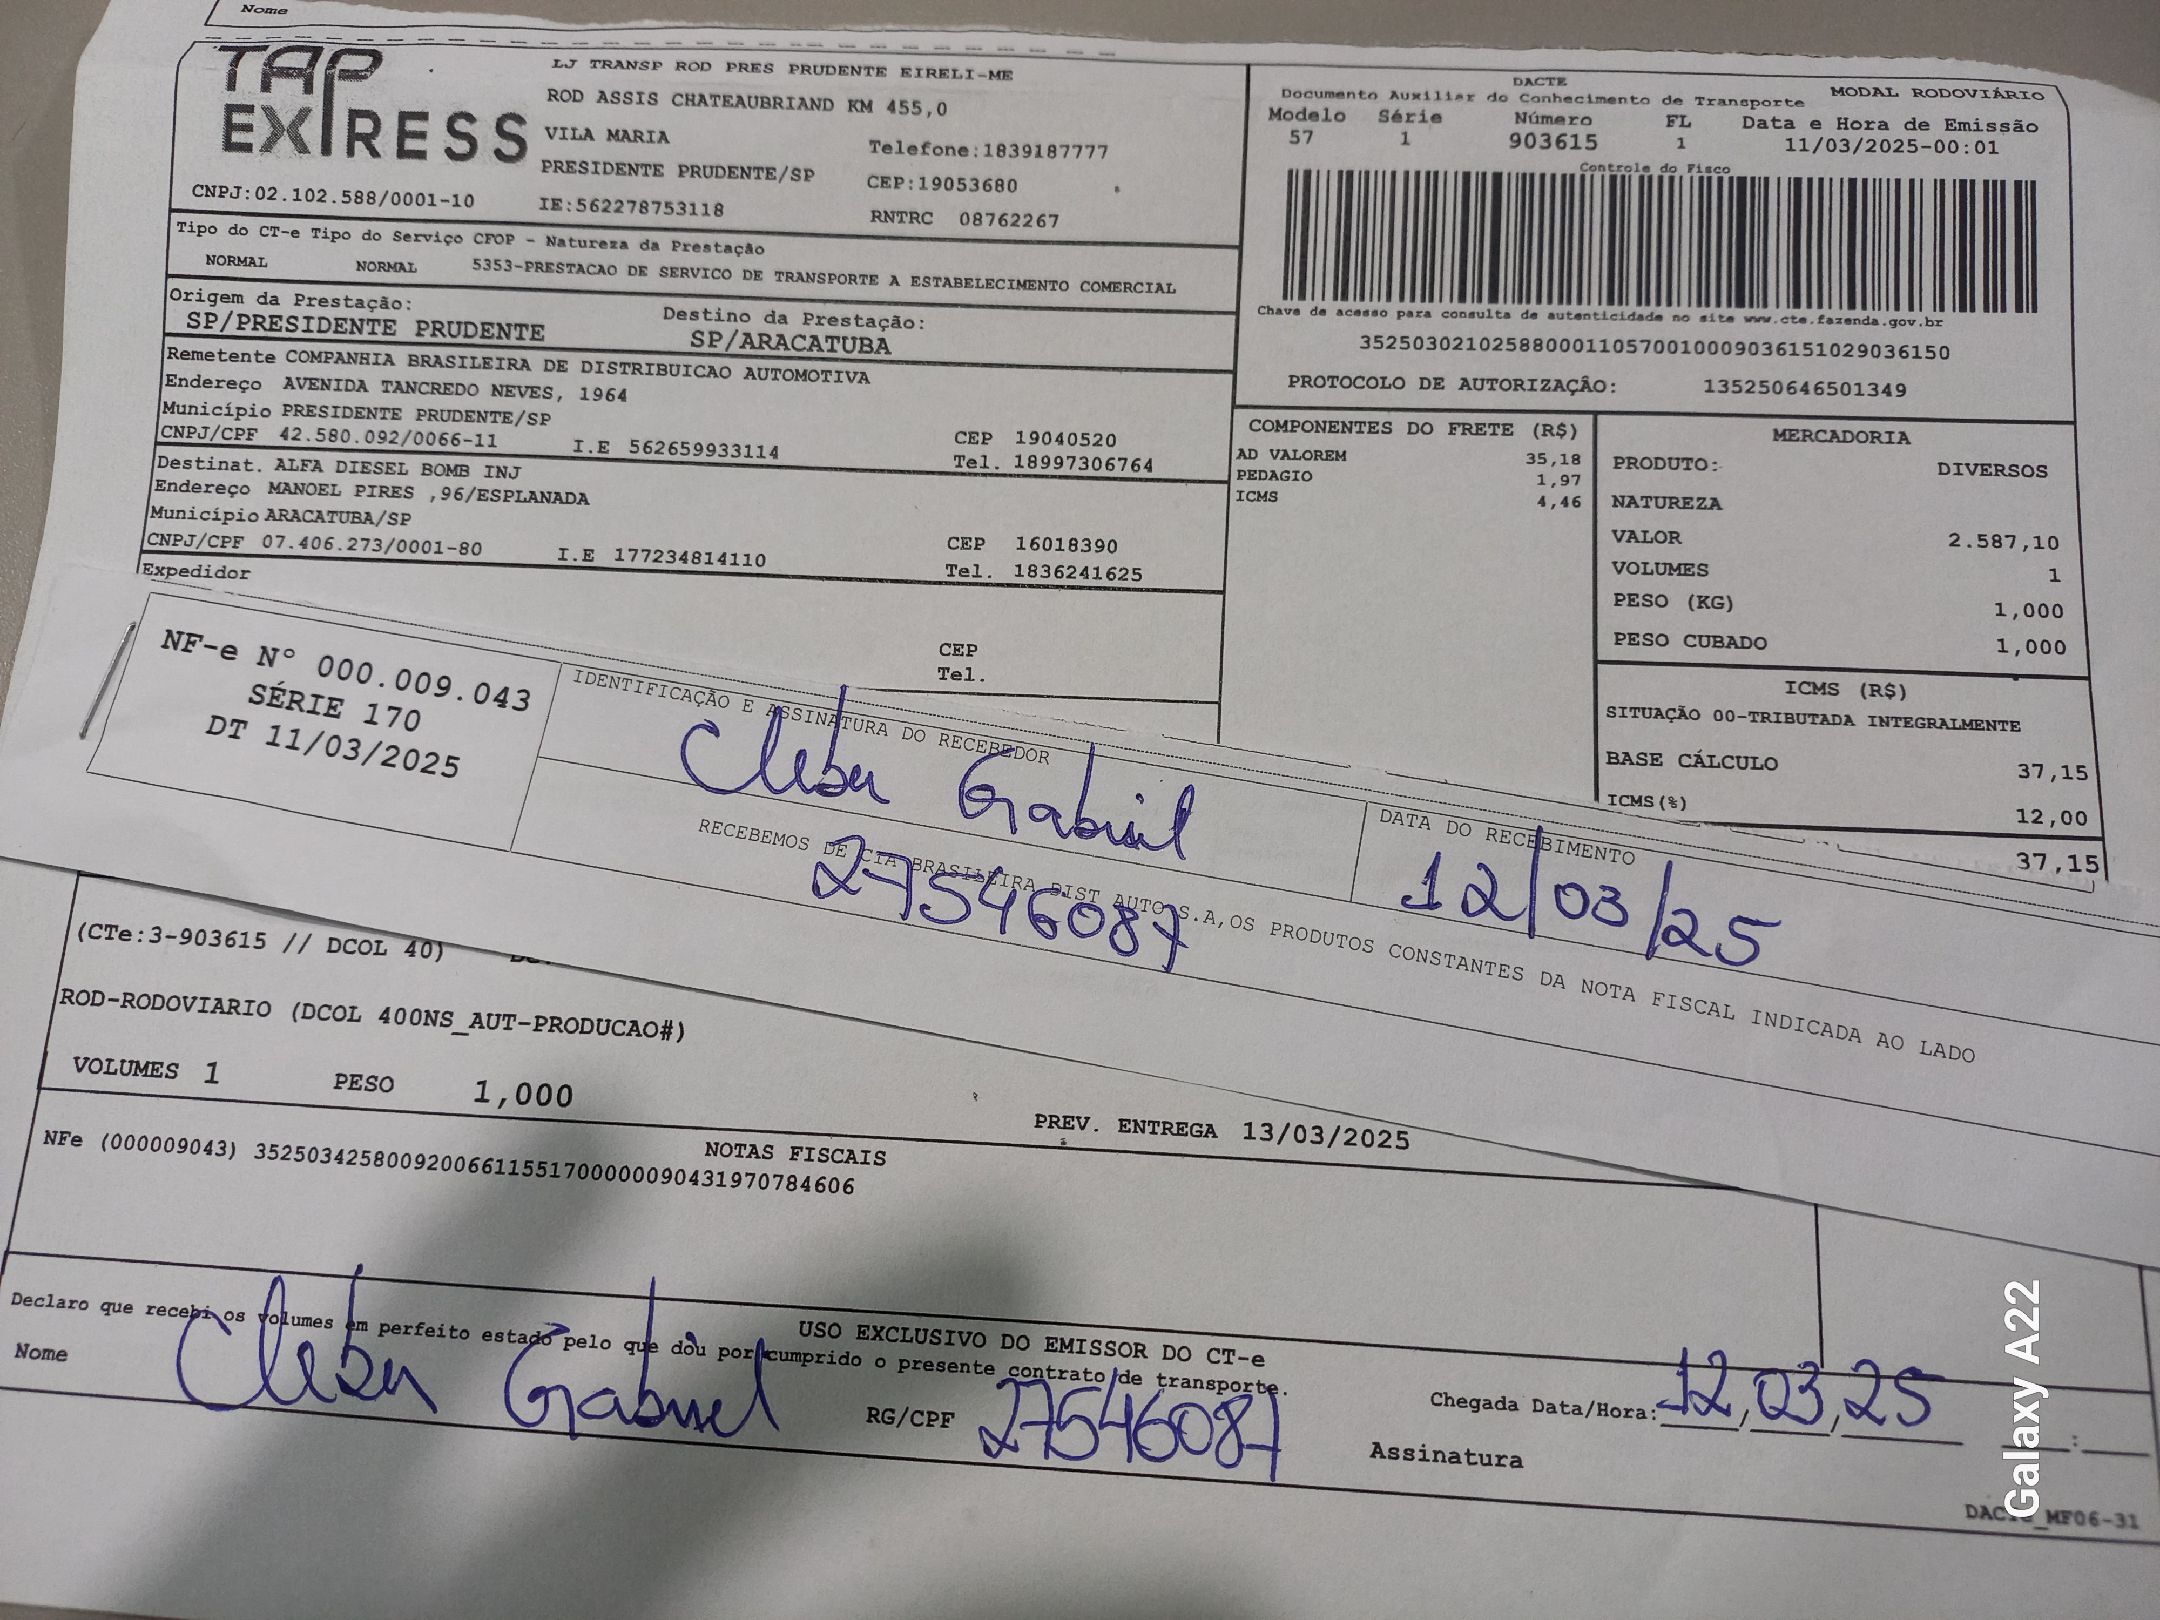 Nome
TAP EXPRESS
LJ TRANSP ROD PRES PRUDENTE EIRELI-ME
ROD ASSIS CHATEAUBRIAND KM 455,0
VILA MARIA
Telefone:1839187777
PRESIDENTE PRUDENTE/SP
CEP:19053680
CNPJ:02.102.588/0001-10
IE:562278753118
RNTRC 08762267
DACTE
MODAL RODOVIÁRIO
Documento Auxiliar do Conhecimento de Transporte
Modelo Série Número FL Data e Hora de Emissão
57 1 903615 1 11/03/2025-00:01
Controle do Fisco
Chave de acesso para consulta de autenticidade no site www.cte.fazenda.gov.br
35250302102588000110570010009036151029036150
PROTOCOLO DE AUTORIZAÇÃO: 135250646501349
Tipo do CT-e Tipo do Serviço CFOP - Natureza da Prestação
NORMAL NORMAL 5353-PRESTACAO DE SERVICO DE TRANSPORTE A ESTABELECIMENTO COMERCIAL
Origem da Prestação: Destino da Prestação:
SP/PRESIDENTE PRUDENTE SP/ARACATUBA
Remetente COMPANHIA BRASILEIRA DE DISTRIBUICAO AUTOMOTIVA
Endereço AVENIDA TANCREDO NEVES, 1964
Município PRESIDENTE PRUDENTE/SP CEP 19040520
CNPJ/CPF 42.580.092/0066-11 I.E 562659933114 Tel. 18997306764
Destinat. ALFA DIESEL BOMB INJ
Endereço MANOEL PIRES ,96/ESPLANADA
Município ARACATUBA/SP CEP 16018390
CNPJ/CPF 07.406.273/0001-80 I.E 177234814110 Tel. 1836241625
Expedidor
CEP
Tel.
COMPONENTES DO FRETE (R$)
AD VALOREM 35,18
PEDAGIO 1,97
ICMS 4,46
MERCADORIA
PRODUTO: DIVERSOS
NATUREZA
VALOR 2.587,10
VOLUMES 1
PESO (KG) 1,000
PESO CUBADO 1,000
ICMS (R$)
SITUAÇÃO 00-TRIBUTADA INTEGRALMENTE
BASE CÁLCULO 37,15
ICMS(%) 12,00
37,15
NF-e Nº 000.009.043
SÉRIE 170
DT 11/03/2025
IDENTIFICAÇÃO E ASSINATURA DO RECEBEDOR
Cleber Gabriel
27546087
DATA DO RECEBIMENTO
12/03/25
RECEBEMOS DE CIA BRASILEIRA DIST AUTO S.A,OS PRODUTOS CONSTANTES DA NOTA FISCAL INDICADA AO LADO
(CTe:3-903615 // DCOL 40)
ROD-RODOVIARIO (DCOL 400NS_AUT-PRODUCAO#)
VOLUMES 1 PESO 1,000
PREV. ENTREGA 13/03/2025
NOTAS FISCAIS
NFe (000009043) 35250342580092006611551700000090431970784606
USO EXCLUSIVO DO EMISSOR DO CT-e
Declaro que recebi os volumes em perfeito estado pelo que dou por cumprido o presente contrato de transporte.
Nome Cleber Gabriel
RG/CPF 27546087
Chegada Data/Hora: 12,03,25 :
Assinatura
DACTE_MF06-31
Galaxy A22